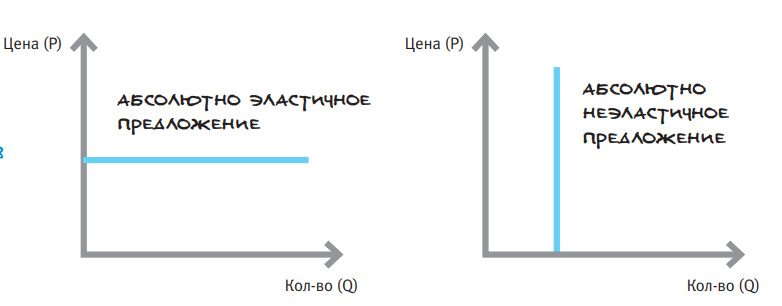 Цена (P)
АБСОЛЮТНО ЭЛАСТИЧНОЕ
ПРЕДЛОЖЕНИЕ
Кол-во (Q)
Цена (P)
АБСОЛЮТНО
НЕЭЛАСТИЧНОЕ
ПРЕДЛОЖЕНИЕ
Кол-во (Q)